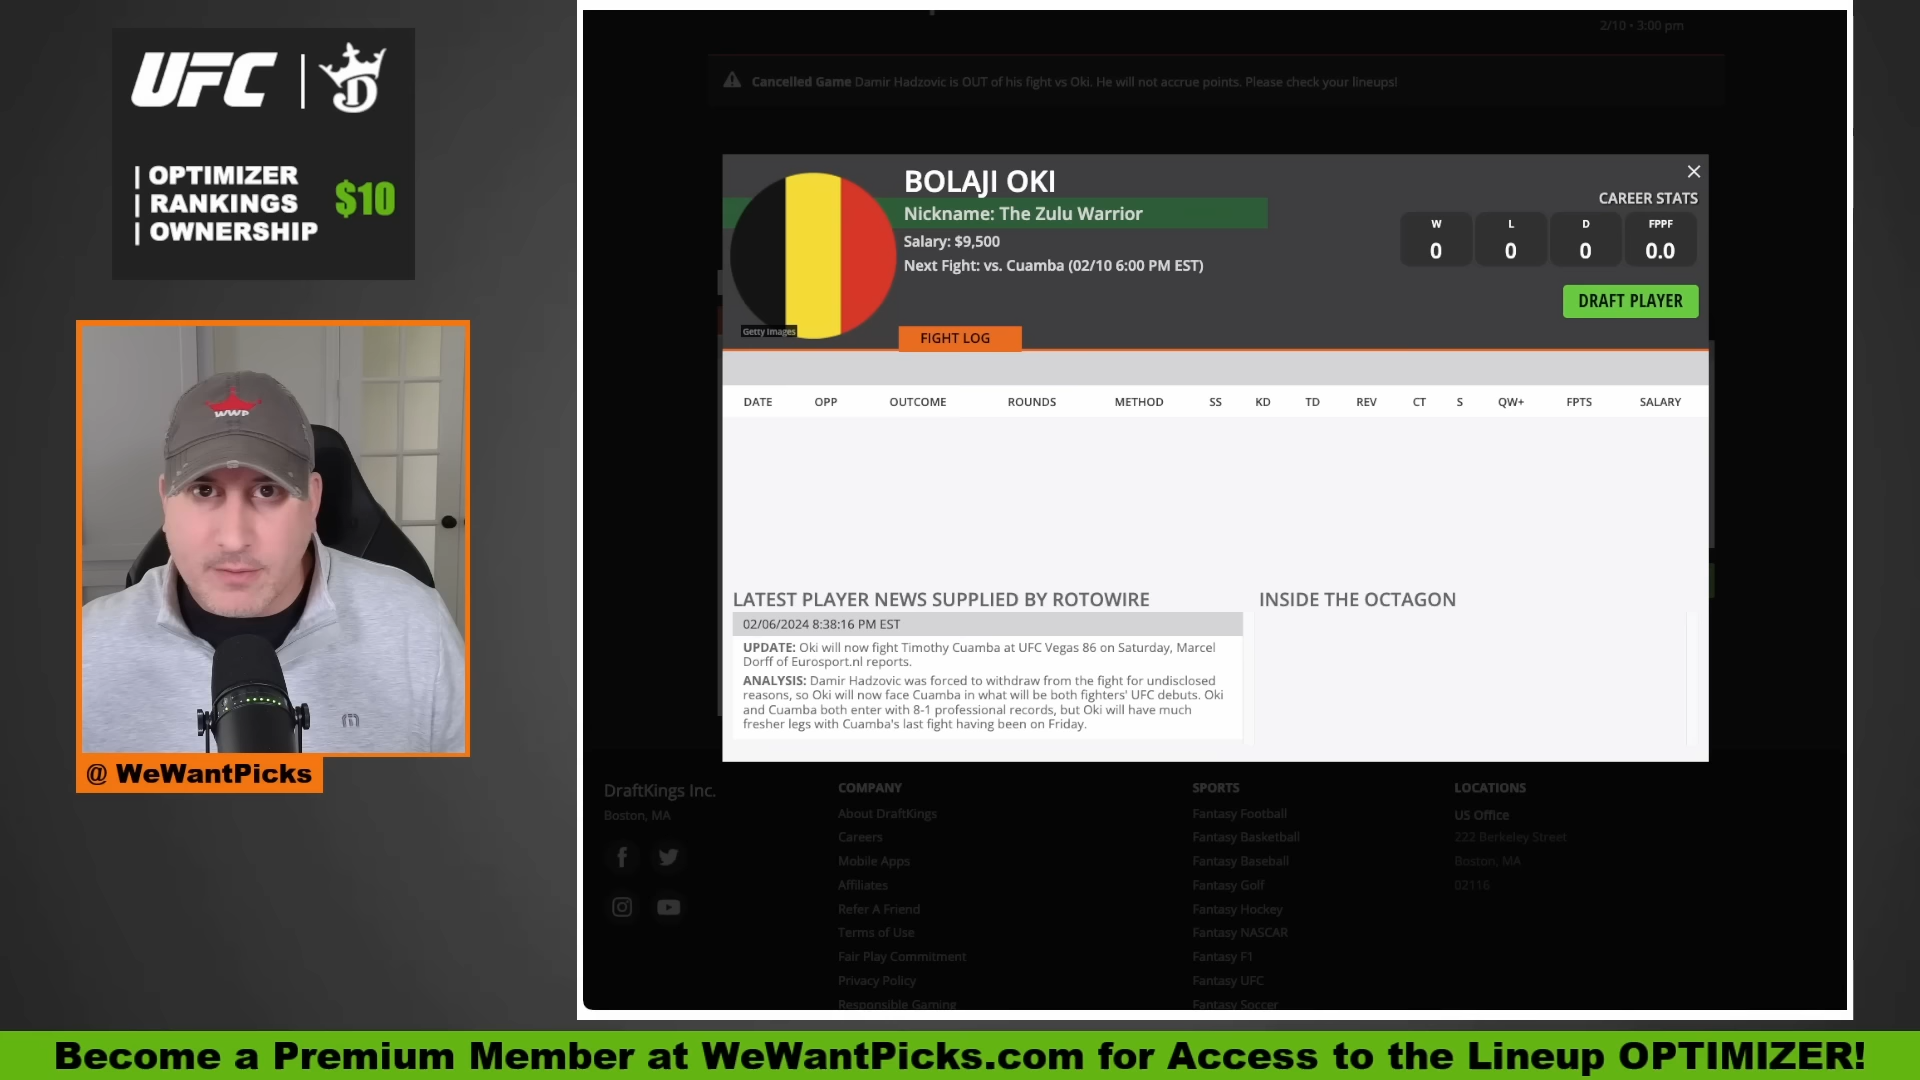 UFC
| OPTIMIZER
| RANKINGS
| OWNERSHIP
$10
WWP
@ WeWantPicks
2/10 • 3:00 pm
Cancelled Game Damir Hadzovic is OUT of his fight vs Oki. He will not accrue points. Please check your lineups!
BOLAJI OKI
Nickname: The Zulu Warrior
Salary: $9,500
Next Fight: vs. Cuamba (02/10 6:00 PM EST)
Getty Images
CAREER STATS
W L D FPPF
0 0 0 0.0
DRAFT PLAYER
FIGHT LOG
DATE OPP OUTCOME ROUNDS METHOD SS KD TD REV CT S QW+ FPTS SALARY
LATEST PLAYER NEWS SUPPLIED BY ROTOWIRE
02/06/2024 8:38:16 PM EST
UPDATE: Oki will now fight Timothy Cuamba at UFC Vegas 86 on Saturday, Marcel
Dorff of Eurosport.nl reports.
ANALYSIS: Damir Hadzovic was forced to withdraw from the fight for undisclosed
reasons, so Oki will now face Cuamba in what will be both fighters' UFC debuts. Oki
and Cuamba both enter with 8-1 professional records, but Oki will have much
fresher legs with Cuamba's last fight having been on Friday.
INSIDE THE OCTAGON
DraftKings Inc.
Boston, MA
COMPANY
About DraftKings
Careers
Mobile Apps
Affiliates
Refer A Friend
Terms of Use
Fair Play Commitment
Privacy Policy
Responsible Gaming
SPORTS
Fantasy Football
Fantasy Basketball
Fantasy Baseball
Fantasy Golf
Fantasy Hockey
Fantasy NASCAR
Fantasy F1
Fantasy UFC
Fantasy Soccer
LOCATIONS
US Office
222 Berkeley Street
Boston, MA
02116
Become a Premium Member at WeWantPicks.com for Access to the Lineup OPTIMIZER!